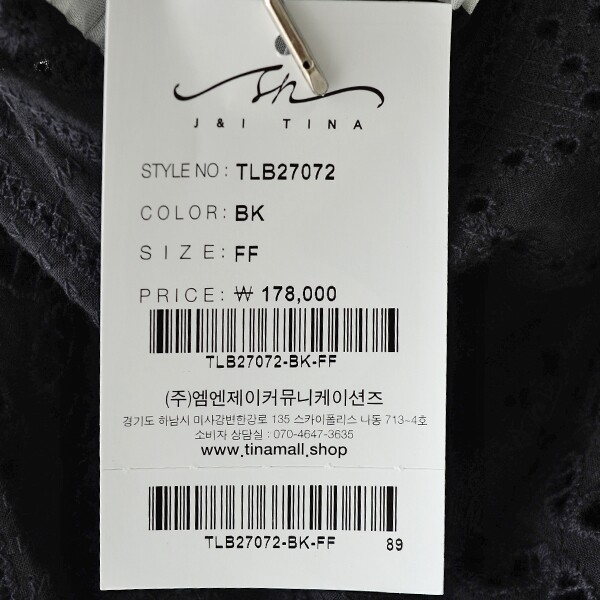 J & I TINA
STYLE NO : TLB27072
COLOR: BK
SIZE: FF
PRICE: ₩ 178,000
TLB27072-BK-FF
(주)엠엔제이커뮤니케이션즈
경기도 하남시 미사강변한강로 135 스카이폴리스 나동 713~4호
소비자 상담실 : 070-4647-3635
www.tinamall.shop
TLB27072-BK-FF 89